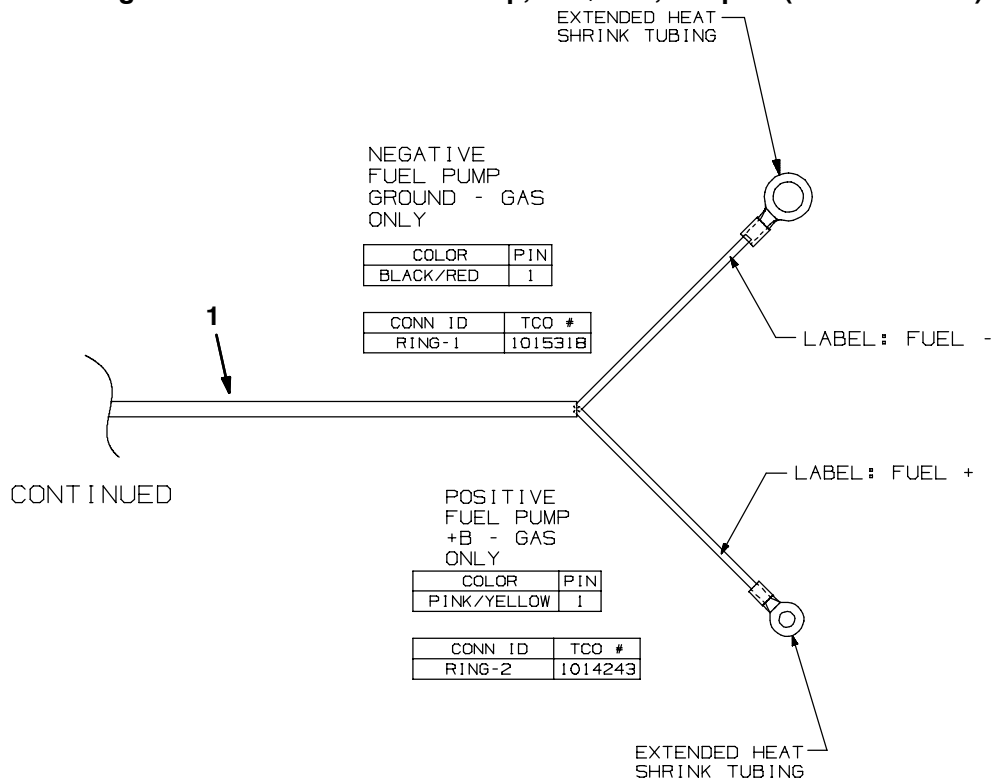 EXTENDED HEAT
SHRINK TUBING
NEGATIVE
FUEL PUMP
GROUND - GAS
ONLY
COLOR PIN
BLACK/RED 1
CONN ID TCO #
RING-1 1015318
1
LABEL: FUEL -
CONTINUED
LABEL: FUEL +
POSITIVE
FUEL PUMP
+B - GAS
ONLY
COLOR PIN
PINK/YELLOW 1
CONN ID TCO #
RING-2 1014243
EXTENDED HEAT
SHRINK TUBING